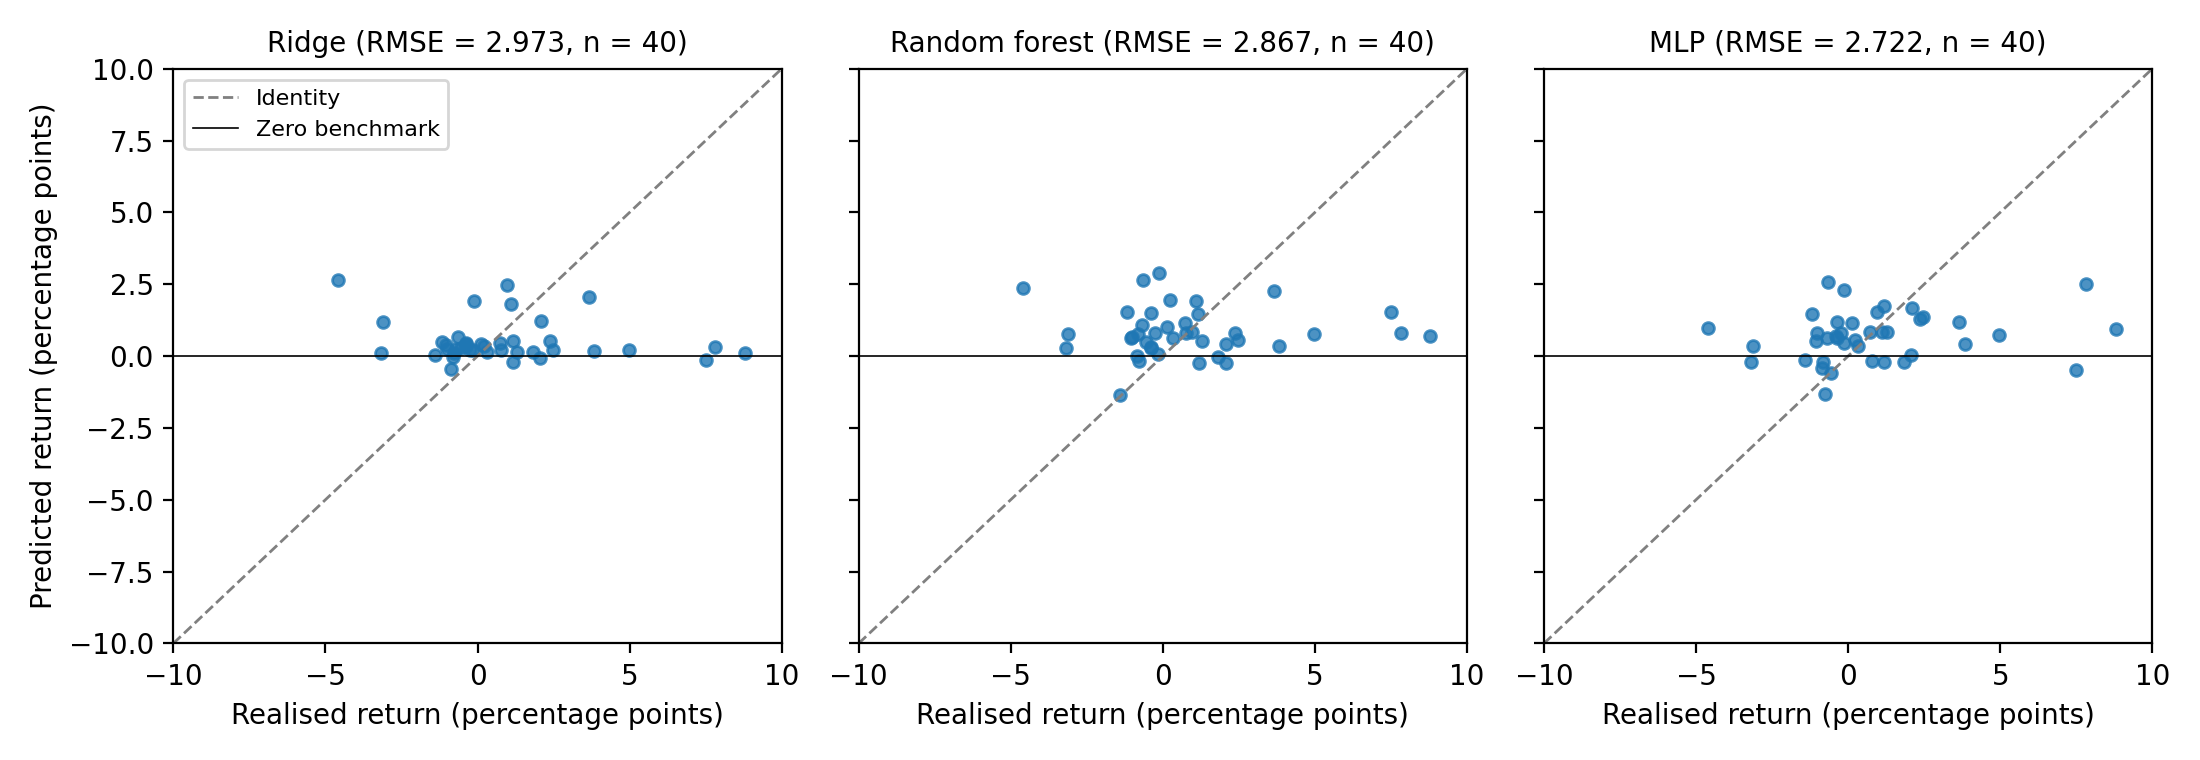 Ridge (RMSE = 2.973, n = 40)
Random forest (RMSE = 2.867, n = 40)
MLP (RMSE = 2.722, n = 40)
Identity
Zero benchmark
Predicted return (percentage points)
10.0
7.5
5.0
2.5
0.0
−2.5
−5.0
−7.5
−10.0
−10 −5 0 5 10
−10 −5 0 5 10
−10 −5 0 5 10
Realised return (percentage points)
Realised return (percentage points)
Realised return (percentage points)